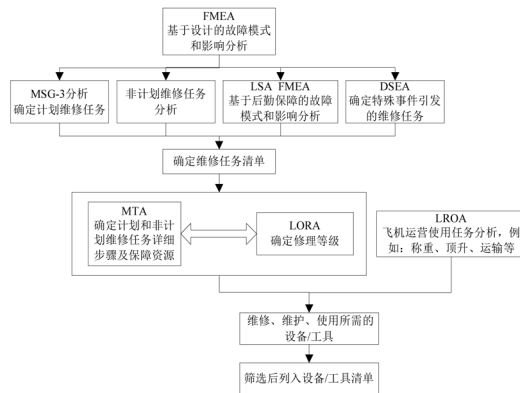 FMEA
基于设计的故障模式
和影响分析
MSG-3分析
确定计划维修任务
非计划维修任务
分析
LSA FMEA
基于后勤保障的故障
模式和影响分析
DSEA
确定特殊事件引发
的维修任务
确定维修任务清单
MTA
确定计划和非计
划维修任务详细
步骤及保障资源
LORA
确定修理等级
LROA
飞机运营使用任务分析，例
如：称重、顶升、运输等
维修、维护、使用所需的
设备/工具
筛选后列入设备/工具清单